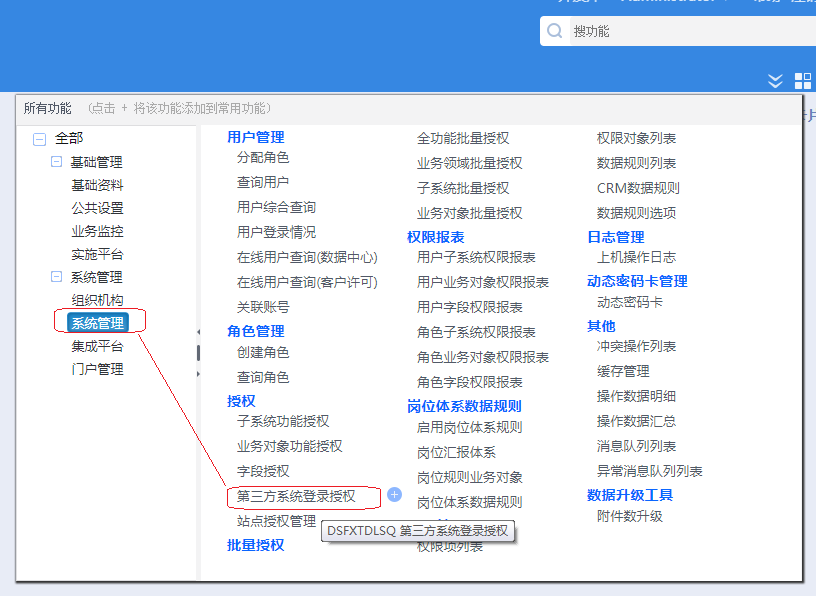 搜功能
所有功能 （点击 + 将该功能添加到常用功能）
全部
基础管理
基础资料
公共设置
业务监控
实施平台
系统管理
组织机构
系统管理
集成平台
门户管理
用户管理
分配角色
查询用户
用户综合查询
用户登录情况
在线用户查询(数据中心)
在线用户查询(客户许可)
关联账号
角色管理
创建角色
查询角色
授权
子系统功能授权
业务对象功能授权
字段授权
第三方系统登录授权
站点授权管理
批量授权
全功能批量授权
业务领域批量授权
子系统批量授权
业务对象批量授权
权限报表
用户子系统权限报表
用户业务对象权限报表
用户字段权限报表
角色子系统权限报表
角色业务对象权限报表
角色字段权限报表
岗位体系数据规则
启用岗位体系规则
岗位汇报体系
岗位规则业务对象
岗位体系数据规则
DSFXTDLSQ 第三方系统登录授权
权限项列表
权限对象列表
数据规则列表
CRM数据规则
数据规则选项
日志管理
上机操作日志
动态密码卡管理
动态密码卡
其他
冲突操作列表
缓存管理
操作数据明细
操作数据汇总
消息队列列表
异常消息队列列表
数据升级工具
附件数升级